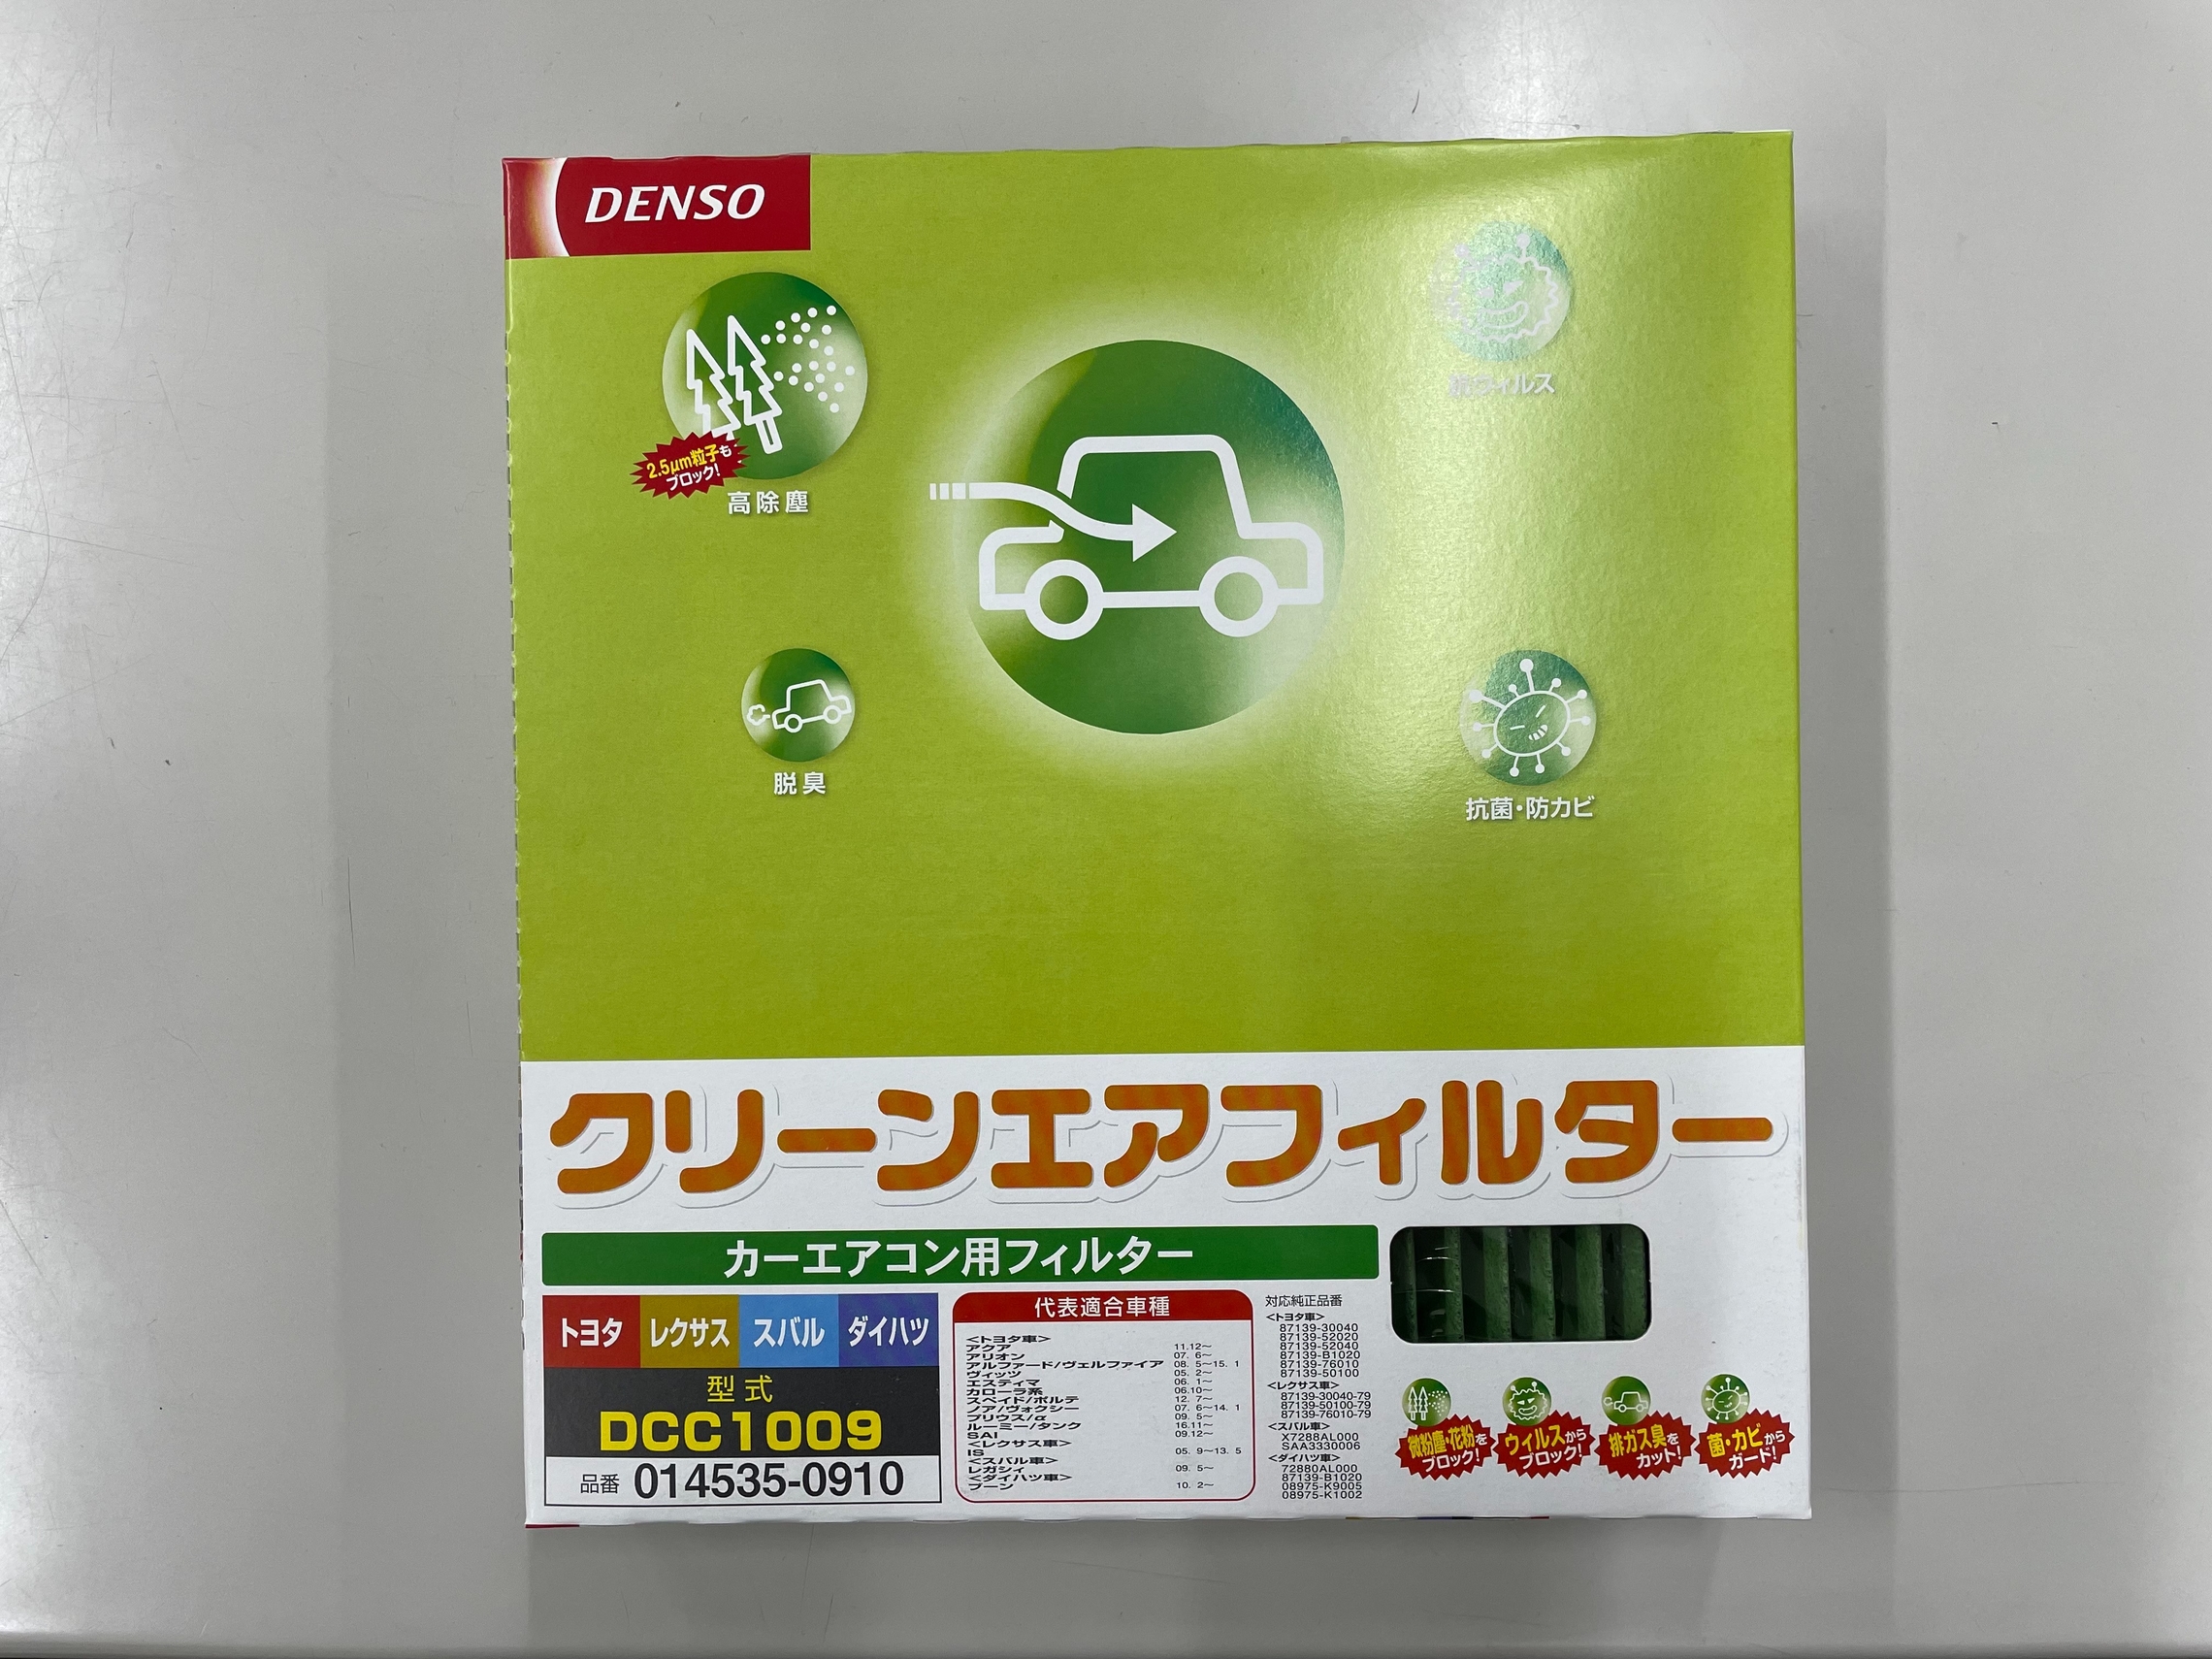 DENSO
2.5μm粒子も
ブロック!
高除塵
抗ウィルス
脱臭
抗菌・防カビ
クリーンエアフィルター
カーエアコン用フィルター
トヨタ レクサス スバル ダイハツ
型式
DCC1009
品番 014535-0910
代表適合車種
<トヨタ車>
アクア 11.12~
アリオン 07. 6~
アルファード/ヴェルファイア 08. 5~15. 1
ヴィッツ 05. 2~
エスティマ 06. 1~
カローラ系 06.10~
スペイド/ポルテ 12. 7~
ノア/ヴォクシー 07. 6~14. 1
プリウス/α 09. 5~
ルーミー/タンク 16.11~
SAI 09.12~
<レクサス車>
IS 05. 9~13. 5
<スバル車>
レガシィ 09. 5~
<ダイハツ車>
ブーン 10. 2~
対応純正品番
<トヨタ車>
87139-30040
87139-52020
87139-52040
87139-B1020
87139-76010
87139-50100
<レクサス車>
87139-30040-79
87139-50100-79
87139-76010-79
<スバル車>
X7288AL000
SAA3330006
<ダイハツ車>
72880AL000
87139-B1020
08975-K9005
08975-K1002
微粉塵・花粉を
ブロック!
ウィルスから
ブロック!
排ガス臭を
カット!
菌・カビから
ガード!